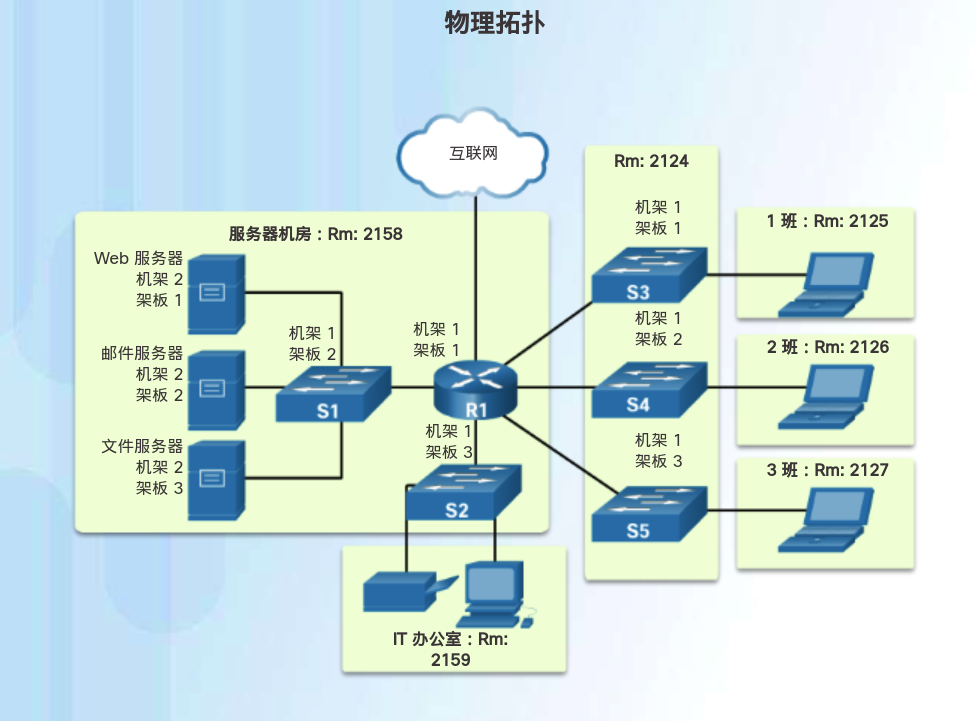 物理拓扑
互联网
服务器机房：Rm: 2158
Web 服务器
机架 2
架板 1
邮件服务器
机架 2
架板 2
文件服务器
机架 2
架板 3
机架 1
架板 2
S1
机架 1
架板 1
R1
机架 1
架板 3
S2
IT 办公室：Rm:
2159
Rm: 2124
机架 1
架板 1
S3
机架 1
架板 2
S4
机架 1
架板 3
S5
1 班：Rm: 2125
2 班：Rm: 2126
3 班：Rm: 2127